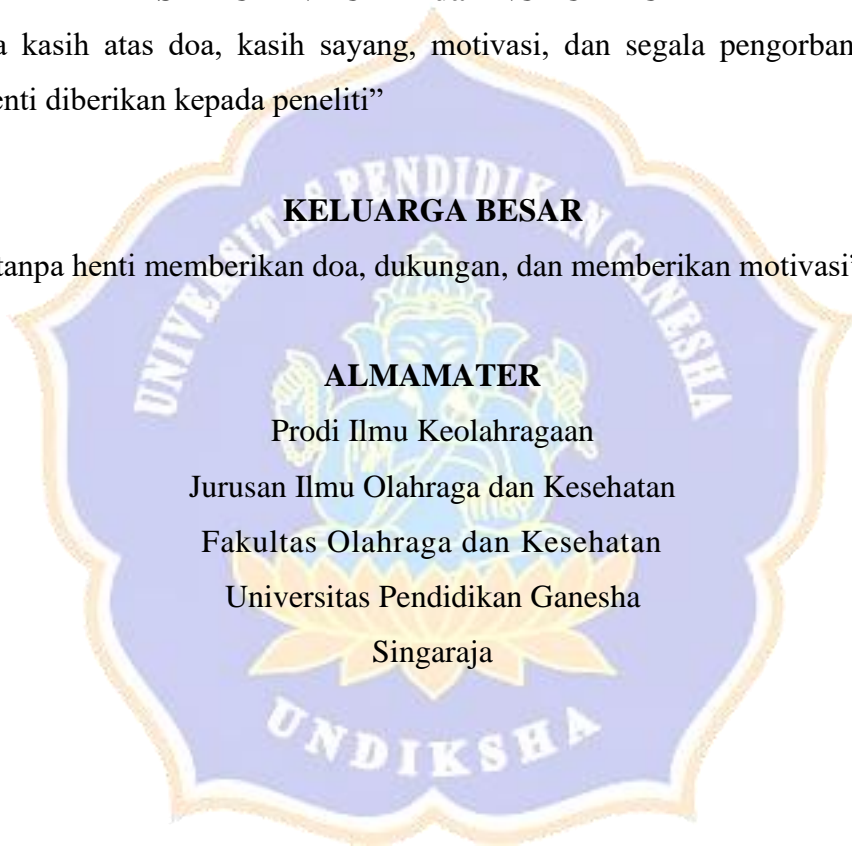 kasih atas doa, kasih sayang, motivasi, dan segala
diberikan kepada peneliti”
KELUARGA BESAR
tanpa henti memberikan doa, dukungan, dan memberikan motivasi”
ALMAMATER
Prodi Ilmu Keolahragaan
Jurusan Ilmu Olahraga dan Kesehatan
Fakultas Olahraga dan Kesehatan
Universitas Pendidikan Ganesha
Singaraja
UNIVERSITAS PENDIDIKAN GANESHA
UNDIKSHA